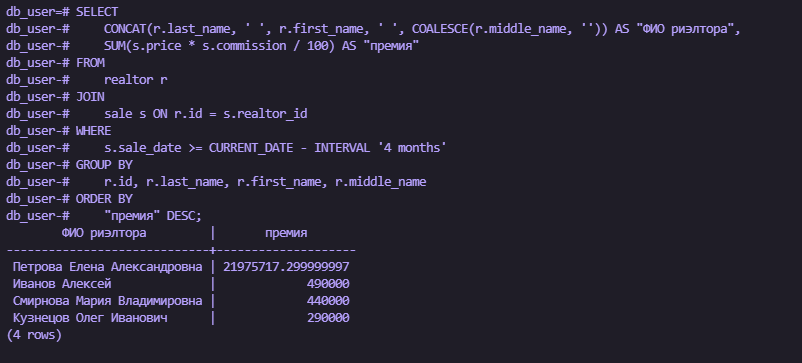 db_user=# SELECT
db_user-#     CONCAT(r.last_name, ' ', r.first_name, ' ', COALESCE(r.middle_name, '')) AS "ФИО риэлтора",
db_user-#     SUM(s.price * s.commission / 100) AS "премия"
db_user-# FROM
db_user-#     realtor r
db_user-# JOIN
db_user-#     sale s ON r.id = s.realtor_id
db_user-# WHERE
db_user-#     s.sale_date >= CURRENT_DATE - INTERVAL '4 months'
db_user-# GROUP BY
db_user-#     r.id, r.last_name, r.first_name, r.middle_name
db_user-# ORDER BY
db_user-#     "премия" DESC;
        ФИО риэлтора         |       премия
-----------------------------+--------------------
 Петрова Елена Александровна | 21975717.299999997
 Иванов Алексей              |             490000
 Смирнова Мария Владимировна |             440000
 Кузнецов Олег Иванович      |             290000
(4 rows)